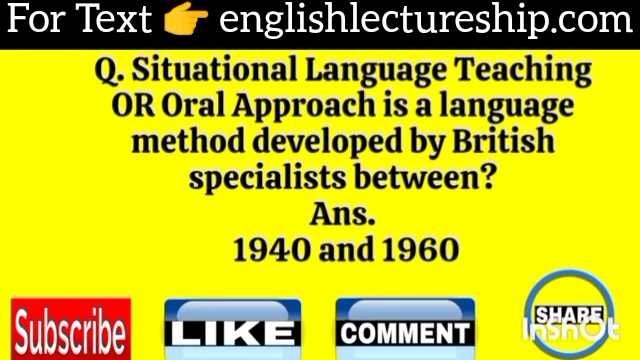 For Text 👉 englishlectureship.com
Q. Situational Language Teaching
OR Oral Approach is a language
method developed by British
specialists between?
Ans.
1940 and 1960
Subscribe
LIKE
COMMENT
SHARE
InShOt